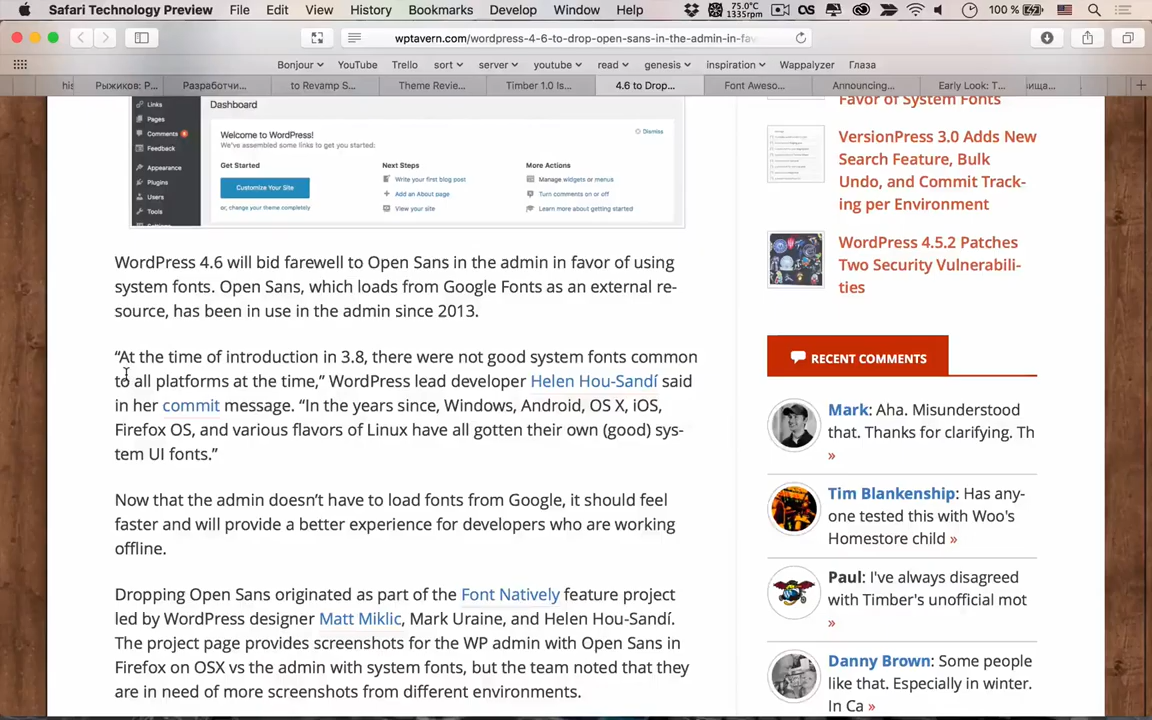 Safari Technology Preview File Edit View History Bookmarks Develop Window Help 75.0°C 1335rpm 100 %
wptavern.com/wordpress-4-6-to-drop-open-sans-in-the-admin-in-fa
Bonjour YouTube Trello sort server youtube read genesis inspiration Wappalyzer Глаза
his Рыжиков: P... Разработчи... to Revamp S... Theme Revie... Timber 1.0 Is... 4.6 to Drop... Font Aweso... Announcing... Early Look: T... ища...
Links
Pages
Comments
Feedback
Appearance
Plugins
Users
Tools
Dashboard
Welcome to WordPress!
Dismiss
We've assembled some links to get you started:
Get Started
Next Steps
More Actions
Customize Your Site
or, change your theme completely
Write your first blog post
Add an About page
View your site
Manage widgets or menus
Turn comments on or off
Learn more about getting started
WordPress 4.6 will bid farewell to Open Sans in the admin in favor of using
system fonts. Open Sans, which loads from Google Fonts as an external re-
source, has been in use in the admin since 2013.
“At the time of introduction in 3.8, there were not good system fonts common
to all platforms at the time,” WordPress lead developer Helen Hou-Sandí said
in her commit message. “In the years since, Windows, Android, OS X, iOS,
Firefox OS, and various flavors of Linux have all gotten their own (good) sys-
tem UI fonts.”
Now that the admin doesn’t have to load fonts from Google, it should feel
faster and will provide a better experience for developers who are working
offline.
Dropping Open Sans originated as part of the Font Natively feature project
led by WordPress designer Matt Miklic, Mark Uraine, and Helen Hou-Sandí.
The project page provides screenshots for the WP admin with Open Sans in
Firefox on OSX vs the admin with system fonts, but the team noted that they
are in need of more screenshots from different environments.
Favor of System Fonts
VersionPress 3.0 Adds New
Search Feature, Bulk
Undo, and Commit Track-
ing per Environment
WordPress 4.5.2 Patches
Two Security Vulnerabili-
ties
RECENT COMMENTS
Mark: Aha. Misunderstood
that. Thanks for clarifying. Th
»
Tim Blankenship: Has any-
one tested this with Woo's
Homestore child »
Paul: I've always disagreed
with Timber's unofficial mot
»
Danny Brown: Some people
like that. Especially in winter.
In Ca »